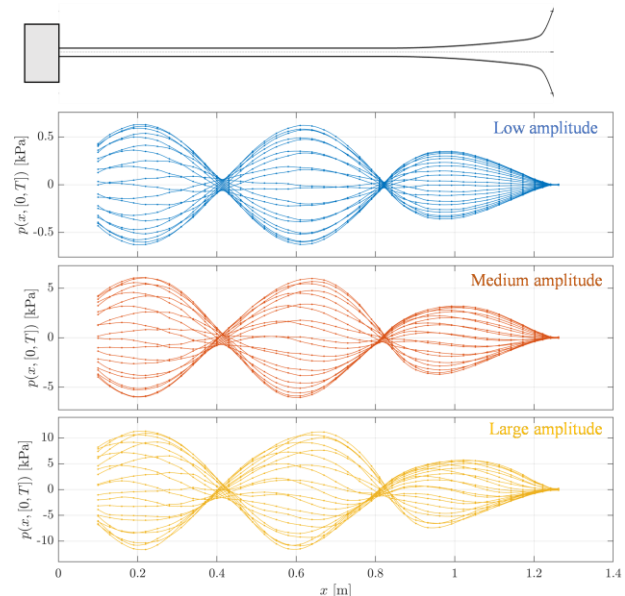 Low amplitude
p(x, [0, T]) [kPa]
0.5
0
-0.5
Medium amplitude
p(x, [0, T]) [kPa]
5
0
-5
Large amplitude
p(x, [0, T]) [kPa]
10
5
0
-5
-10
0 0.2 0.4 0.6 0.8 1 1.2 1.4
x [m]